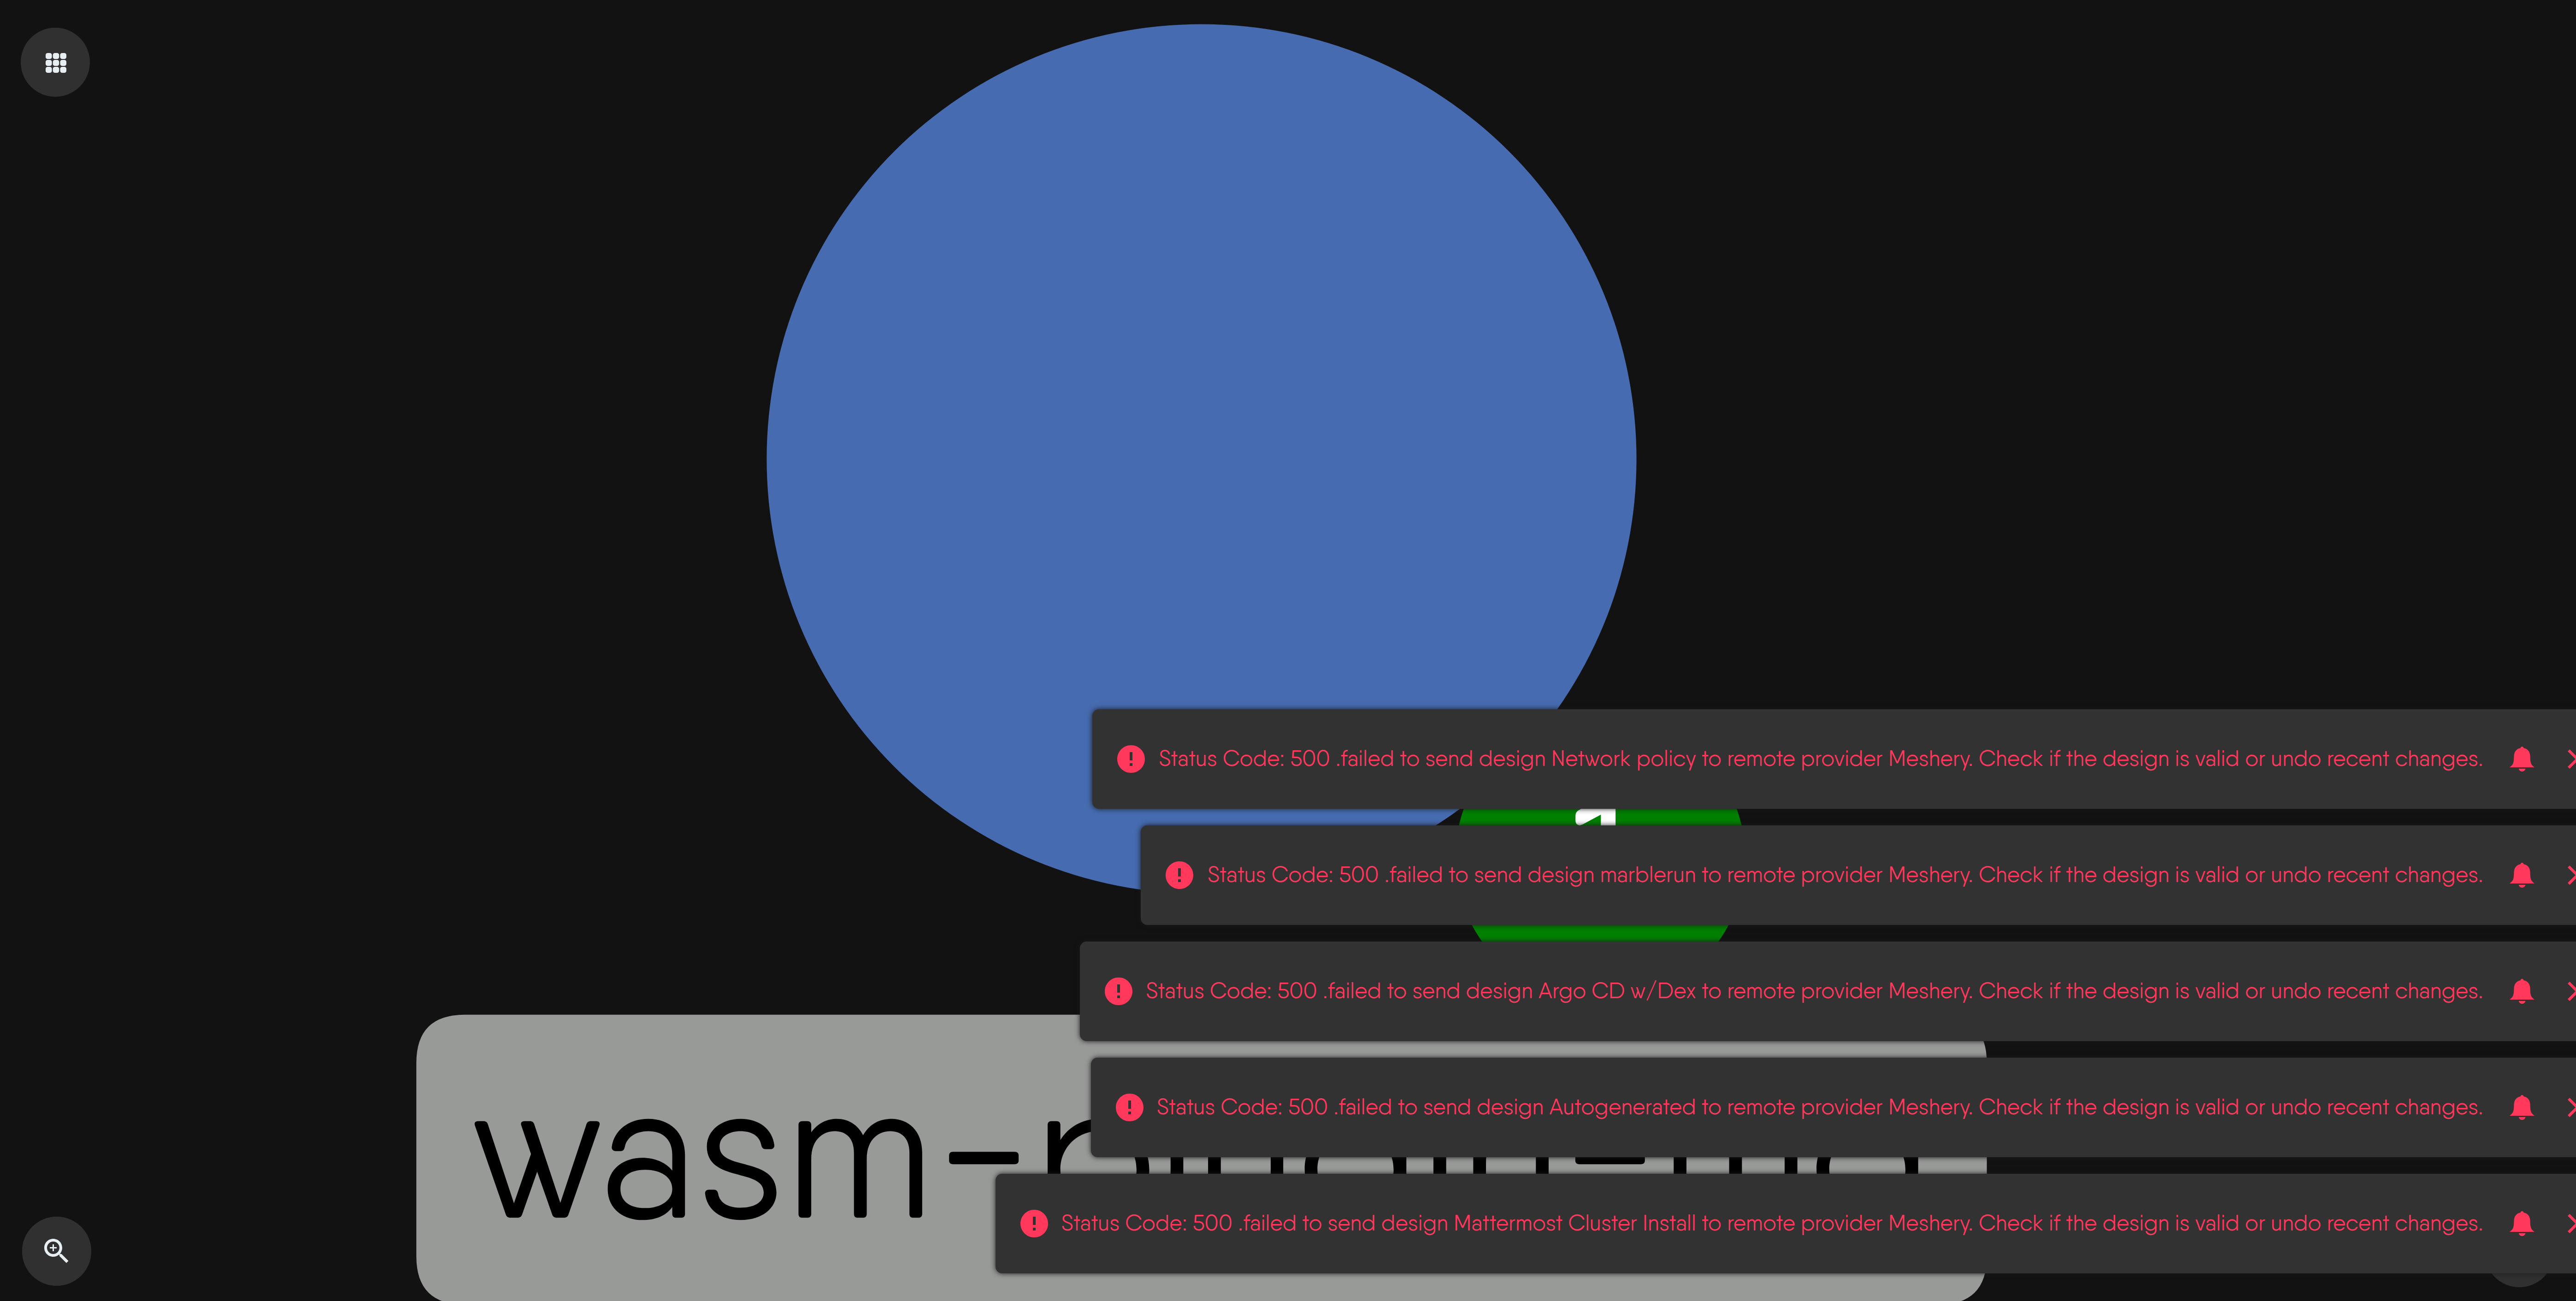 Status Code: 500 .failed to send design Network policy to remote provider Meshery. Check if the design is valid or undo recent changes.
1
Status Code: 500 .failed to send design marblerun to remote provider Meshery. Check if the design is valid or undo recent changes.
Status Code: 500 .failed to send design Argo CD w/Dex to remote provider Meshery. Check if the design is valid or undo recent changes.
Status Code: 500 .failed to send design Autogenerated to remote provider Meshery. Check if the design is valid or undo recent changes.
wasm-
Status Code: 500 .failed to send design Mattermost Cluster Install to remote provider Meshery. Check if the design is valid or undo recent changes.